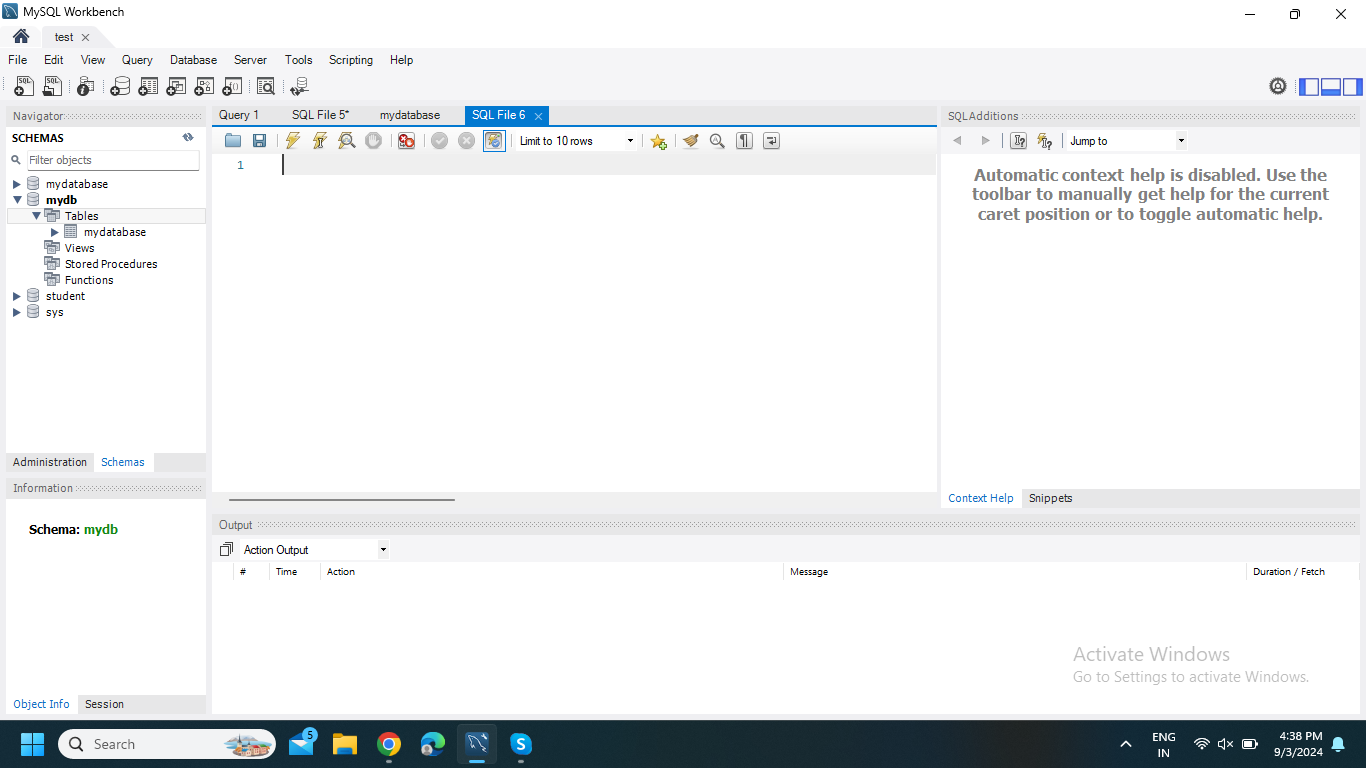 MySQL Workbench
test
File Edit View Query Database Server Tools Scripting Help
Navigator
SCHEMAS
Filter objects
mydatabase
mydb
Tables
mydatabase
Views
Stored Procedures
Functions
student
sys
Administration Schemas
Information
Schema: mydb
Object Info Session
Query 1 SQL File 5* mydatabase SQL File 6
Limit to 10 rows
1
SQLAdditions
Jump to
Automatic context help is disabled. Use the
toolbar to manually get help for the current
caret position or to toggle automatic help.
Context Help Snippets
Output
Action Output
# Time Action Message Duration / Fetch
Activate Windows
Go to Settings to activate Windows.
Search
5
ENG
IN
4:38 PM
9/3/2024